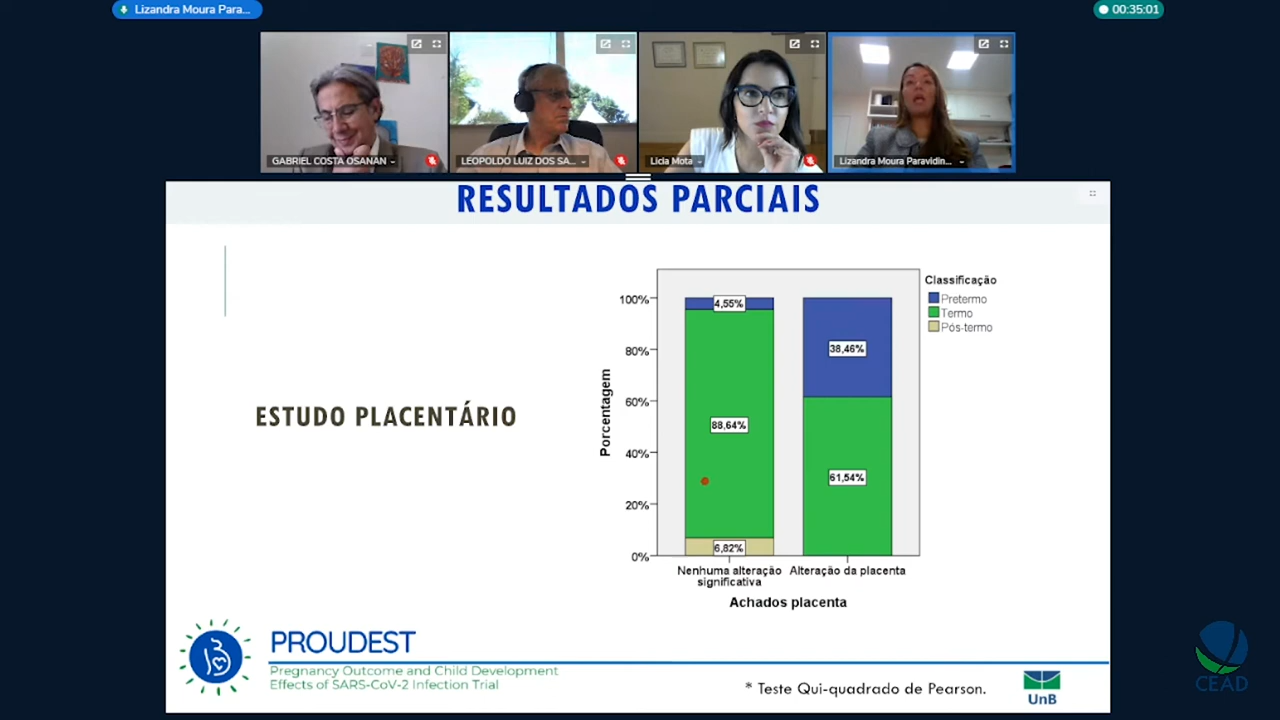 Lizandra Moura Para...
00:35:01
GABRIEL COSTA OSANAN
LEOPOLDO LUIZ DOS SA...
Licia Mota
Lizandra Moura Paravidin...
RESULTADOS PARCIAIS
ESTUDO PLACENTÁRIO
Porcentagem
100%
80%
60%
40%
20%
0%
4,55%
88,64%
6,82%
38,46%
61,54%
Nenhuma alteração
significativa
Alteração da placenta
Achados placenta
Classificação
Pretermo
Termo
Pós-termo
PROUDEST
Pregnancy Outcome and Child Development
Effects of SARS-CoV-2 Infection Trial
* Teste Qui-quadrado de Pearson.
UnB
CEAD